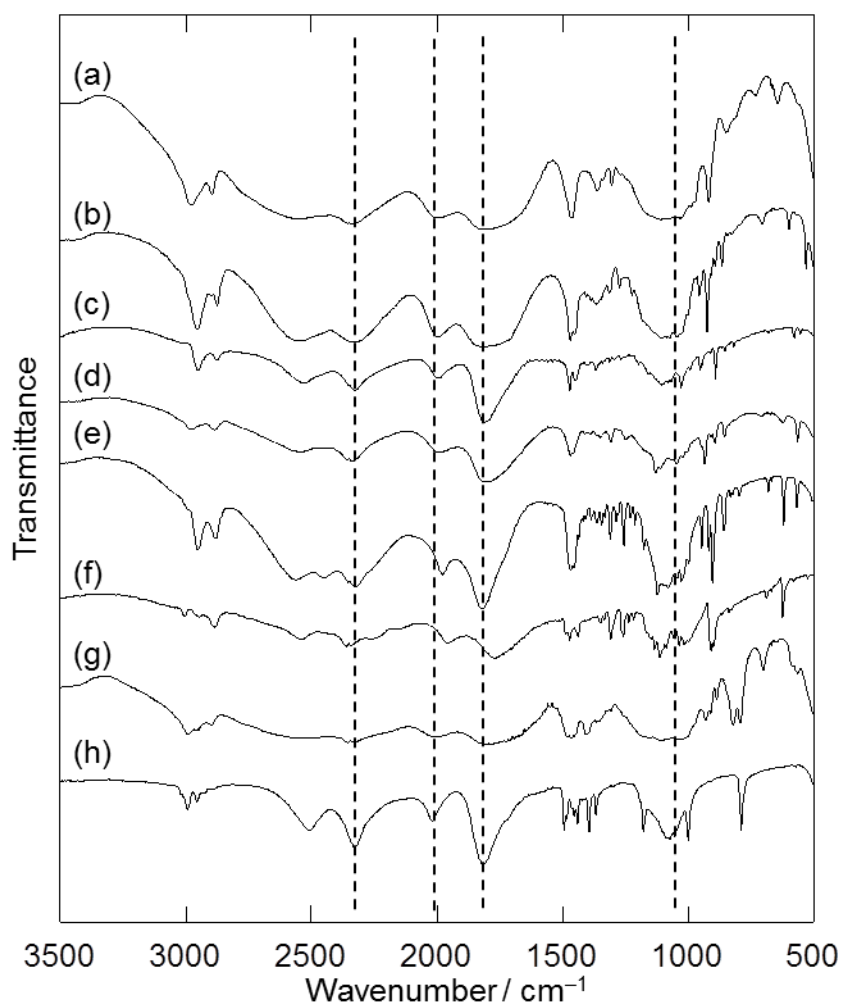 (a)
(b)
(c)
(d)
(e)
(f)
(g)
(h)
Transmittance
3500 3000 2500 2000 1500 1000 500
Wavenumber / cm⁻¹